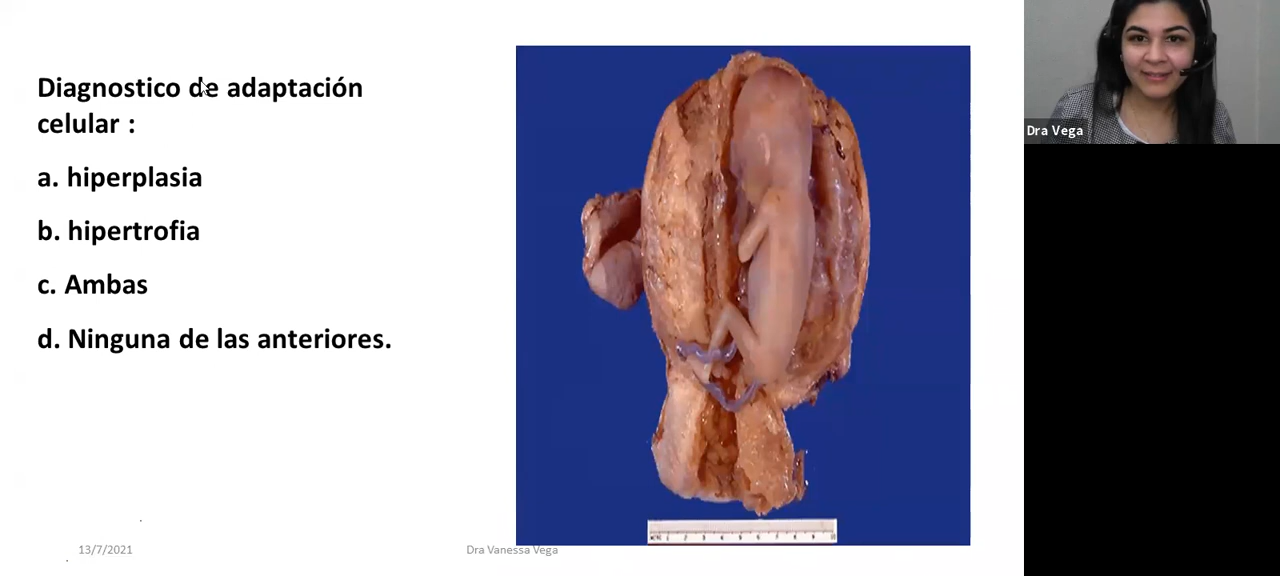 Diagnostico de adaptación
celular :
a. hiperplasia
b. hipertrofia
c. Ambas
d. Ninguna de las anteriores.
13/7/2021
Dra Vanessa Vega
Dra Vega